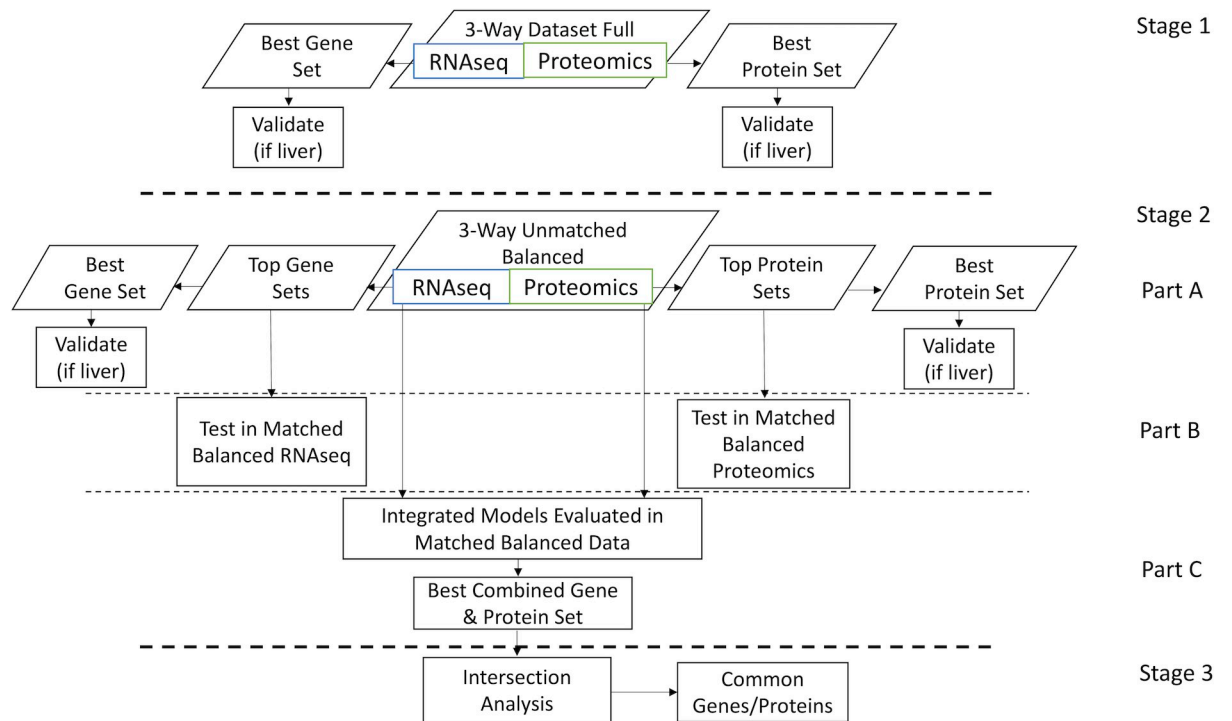 Stage 1
3-Way Dataset Full
RNAseq
Proteomics
Best Gene
Set
Best
Protein Set
Validate
(if liver)
Validate
(if liver)
Stage 2
3-Way Unmatched
Balanced
RNAseq
Proteomics
Part A
Best
Gene Set
Top Gene
Sets
Top Protein
Sets
Best
Protein Set
Validate
(if liver)
Validate
(if liver)
Part B
Test in Matched
Balanced RNAseq
Test in Matched
Balanced
Proteomics
Part C
Integrated Models Evaluated in
Matched Balanced Data
Best Combined Gene
& Protein Set
Stage 3
Intersection
Analysis
Common
Genes/Proteins